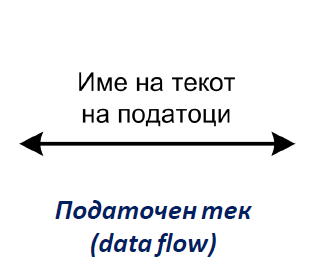 Име на текот
на податоци
Податочен тек
(data flow)